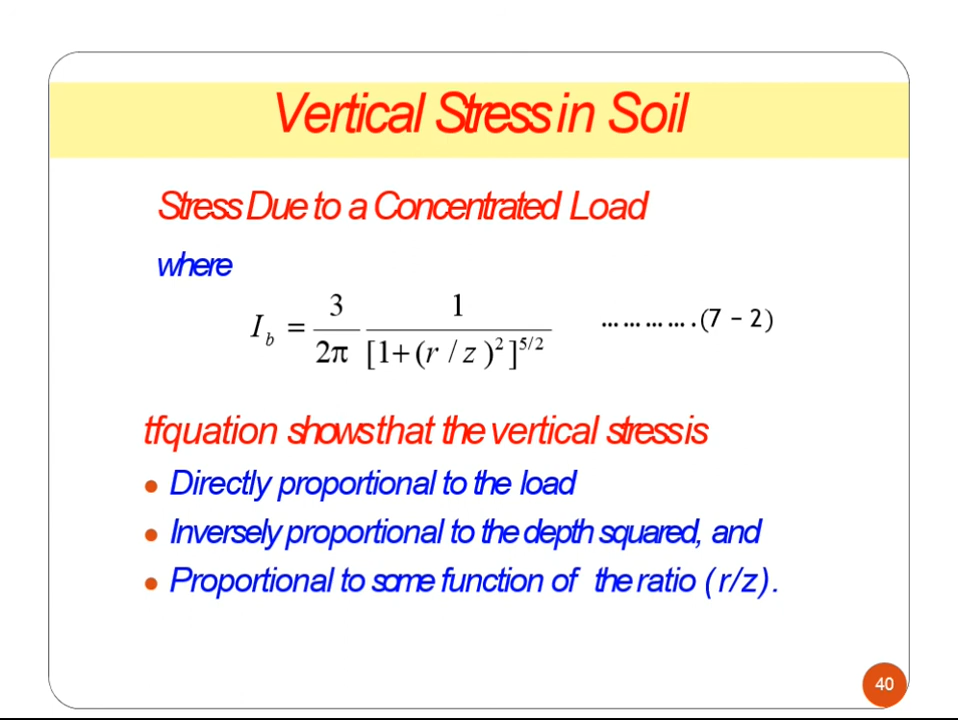 Vertical Stress in Soil
Stress Due to a Concentrated Load
where
I_b = 3/2π 1/[1+(r/z)^2]^5/2 ………….(7 – 2)
tfquation shows that the vertical stress is
• Directly proportional to the load
• Inversely proportional to the depth squared, and
• Proportional to some function of the ratio (r/z).
40